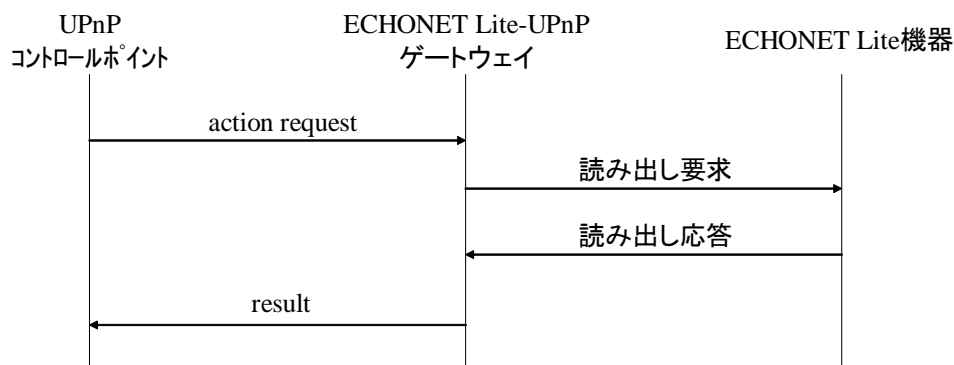 UPnP
コントロールポイント
ECHONET Lite-UPnP
ゲートウェイ
ECHONET Lite機器
action request
読み出し要求
読み出し応答
result